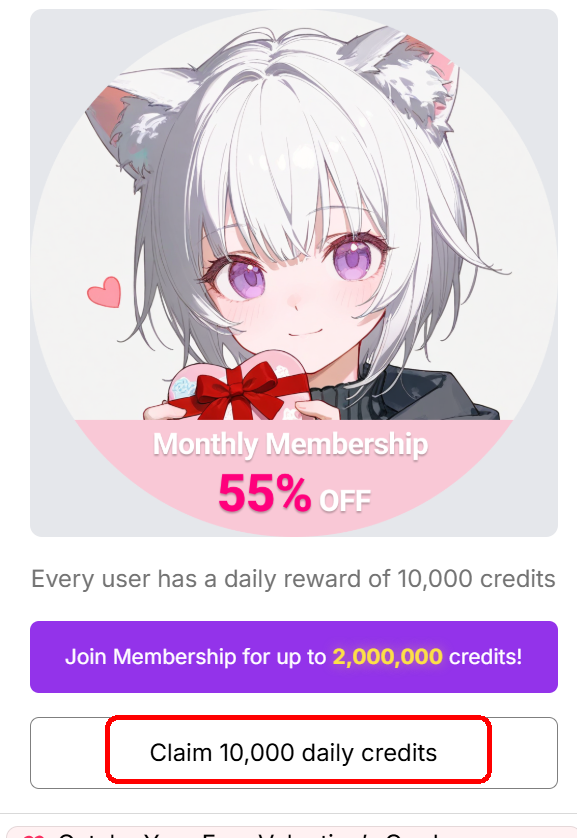 Monthly Membership
55% OFF
Every user has a daily reward of 10,000 credits
Join Membership for up to 2,000,000 credits!
Claim 10,000 daily credits